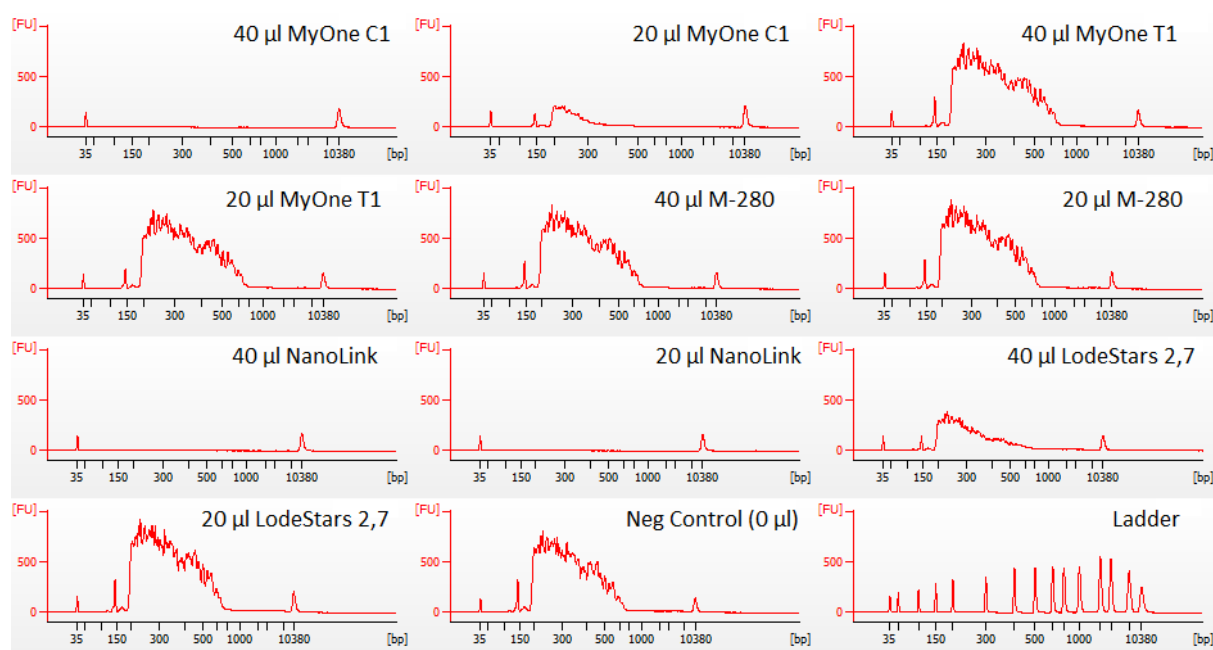 [FU] 40 µl MyOne C1
500
0
35 150 300 500 1000 10380 [bp]
[FU] 20 µl MyOne C1
500
0
35 150 300 500 1000 10380 [bp]
[FU] 40 µl MyOne T1
500
0
35 150 300 500 1000 10380 [bp]
[FU] 20 µl MyOne T1
500
0
35 150 300 500 1000 10380 [bp]
[FU] 40 µl M-280
500
0
35 150 300 500 1000 10380 [bp]
[FU] 20 µl M-280
500
0
35 150 300 500 1000 10380 [bp]
[FU] 40 µl NanoLink
500
0
35 150 300 500 1000 10380 [bp]
[FU] 20 µl NanoLink
500
0
35 150 300 500 1000 10380 [bp]
[FU] 40 µl LodeStars 2,7
500
0
35 150 300 500 1000 10380 [bp]
[FU] 20 µl LodeStars 2,7
500
0
35 150 300 500 1000 10380 [bp]
[FU] Neg Control (0 µl)
500
0
35 150 300 500 1000 10380 [bp]
[FU] Ladder
500
0
35 150 300 500 1000 10380 [bp]